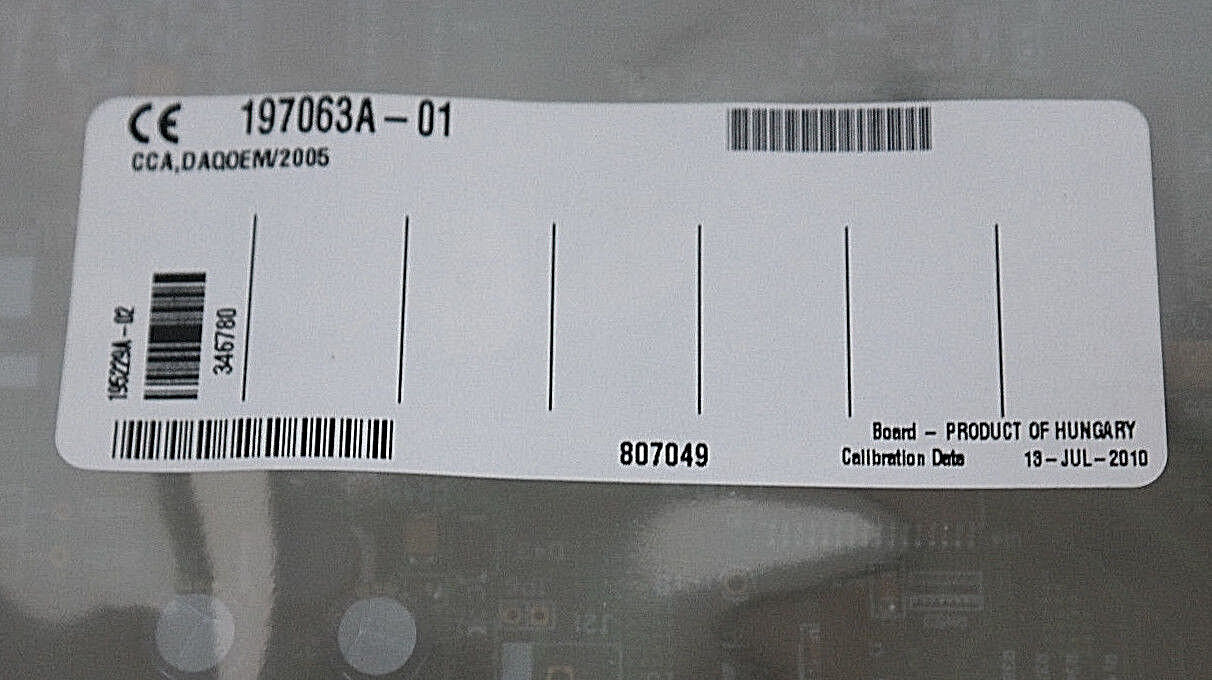 CE 197063A-01
CCA,DAQOEM/2005
195229A-02
346780
807049
Board - PRODUCT OF HUNGARY
Calibration Date 13-JUL-2010